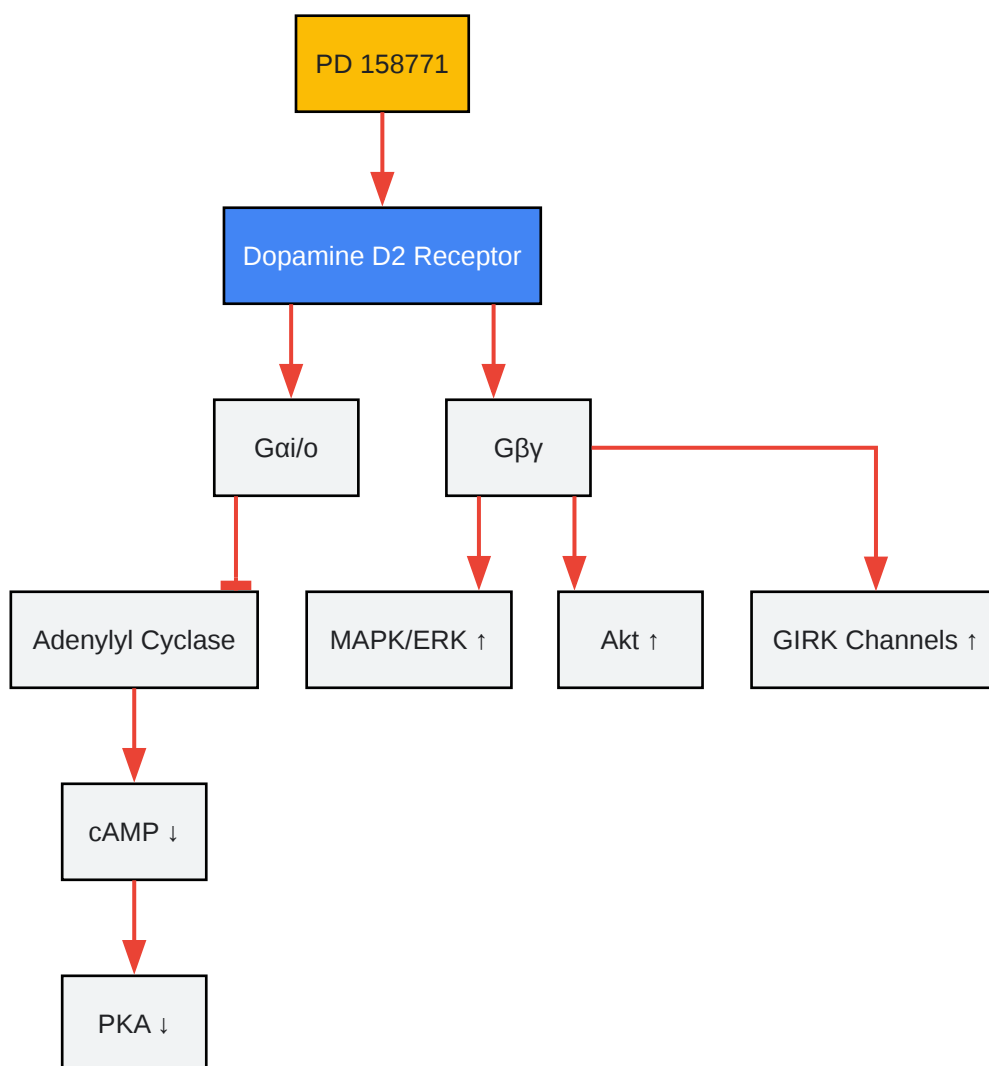 PD 158771
Dopamine D2 Receptor
Gαi/o
Gβγ
Adenylyl Cyclase
MAPK/ERK ↑
Akt ↑
GIRK Channels ↑
cAMP ↓
PKA ↓